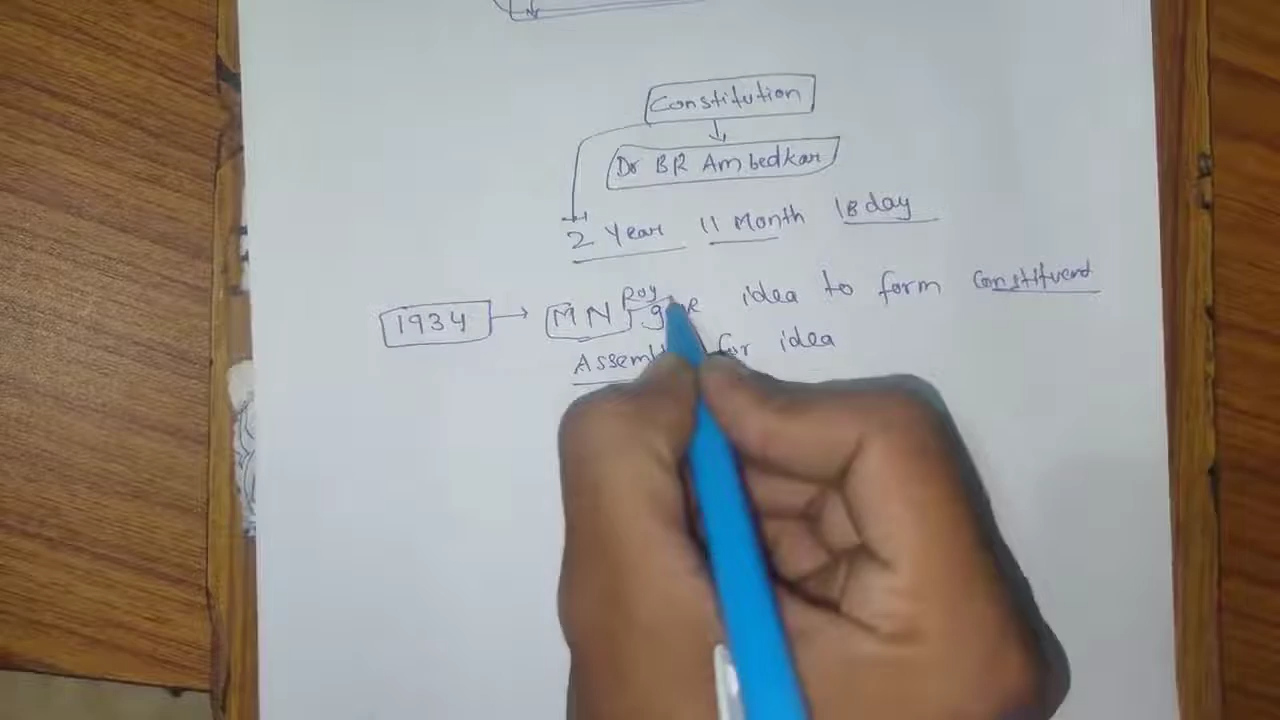 Constitution
Dr BR Ambedkar
2 Year 11 Month 18 day
1934 → MN Roy idea to form Constituent
for idea